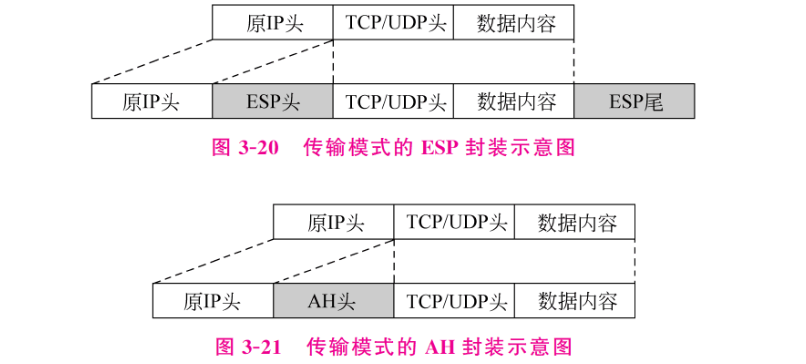 原IP头 TCP/UDP头 数据内容
原IP头 ESP头 TCP/UDP头 数据内容 ESP尾
图 3-20 传输模式的 ESP 封装示意图
原IP头 TCP/UDP头 数据内容
原IP头 AH头 TCP/UDP头 数据内容
图 3-21 传输模式的 AH 封装示意图